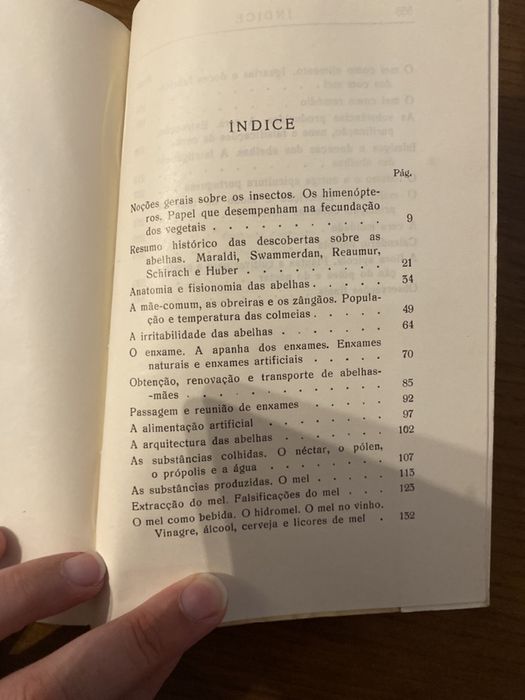 ÍNDICE
Pág.
Noções gerais sobre os insectos. Os himenópte-
ros. Papel que desempenham na fecundação
dos vegetais . . . . . . . . . . . 9
Resumo histórico das descobertas sobre as
abelhas. Maraldi, Swammerdan, Reaumur,
Schirach e Huber . . . . . . . . . 21
Anatomia e fisionomia das abelhas . . . . . 34
A mãe-comum, as obreiras e os zângãos. Popula-
ção e temperatura das colmeias . . . . . 49
A irritabilidade das abelhas . . . . . . . 64
O enxame. A apanha dos enxames. Enxames
naturais e enxames artificiais . . . . . 70
Obtenção, renovação e transporte de abelhas-
-mães . . . . . . . . . . . . . 85
Passagem e reunião de enxames . . . . . 92
A alimentação artificial . . . . . . . . 97
A arquitectura das abelhas . . . . . . . 102
As substâncias colhidas. O néctar, o pólen,
o própolis e a água . . . . . . . . 107
As substâncias produzidas. O mel . . . . . 113
Extracção do mel. Falsificações do mel . . . 123
O mel como bebida. O hidromel. O mel no vinho.
Vinagre, álcool, cerveja e licores de mel . 132